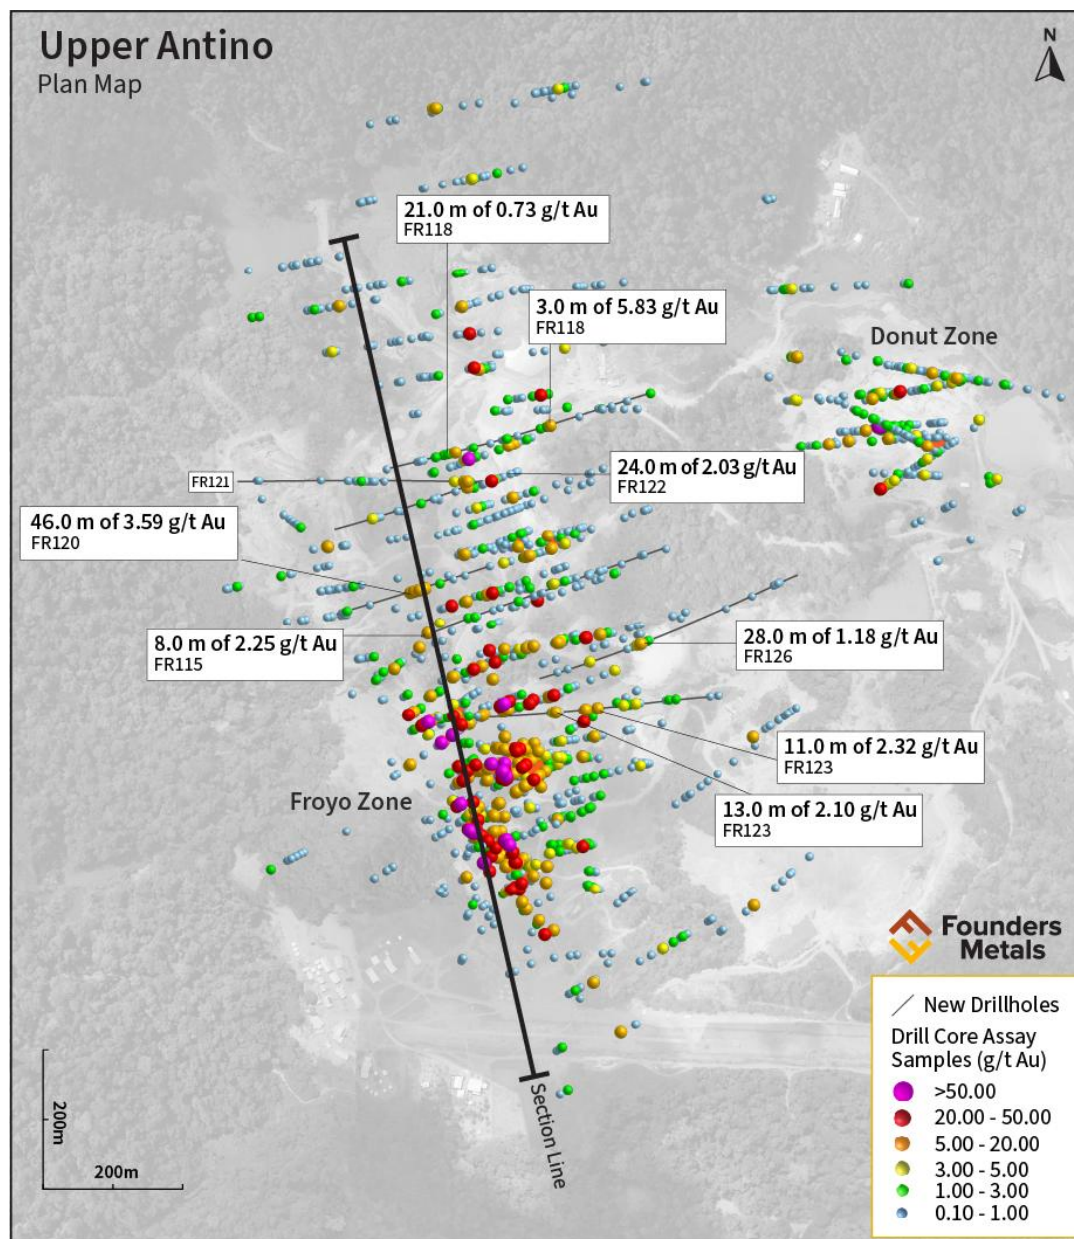 Upper Antino
Plan Map
N
21.0 m of 0.73 g/t Au
FR118
3.0 m of 5.83 g/t Au
FR118
Donut Zone
FR121
24.0 m of 2.03 g/t Au
FR122
46.0 m of 3.59 g/t Au
FR120
8.0 m of 2.25 g/t Au
FR115
28.0 m of 1.18 g/t Au
FR126
11.0 m of 2.32 g/t Au
FR123
Froyo Zone
13.0 m of 2.10 g/t Au
FR123
Founders
Metals
New Drillholes
Drill Core Assay
Samples (g/t Au)
>50.00
20.00 - 50.00
5.00 - 20.00
3.00 - 5.00
1.00 - 3.00
0.10 - 1.00
Section Line
200m
200m